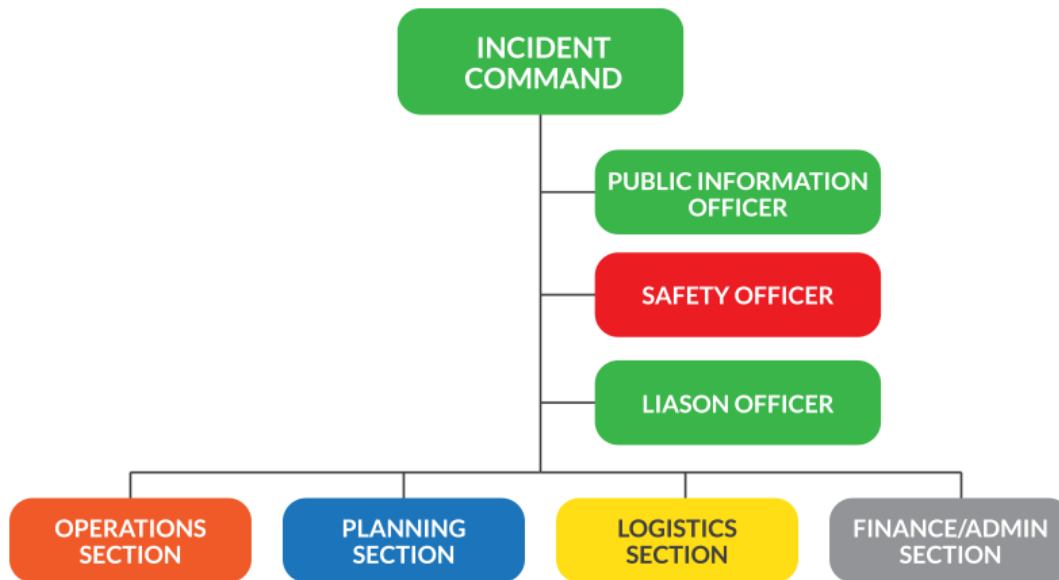 INCIDENT
COMMAND
PUBLIC INFORMATION
OFFICER
SAFETY OFFICER
LIASON OFFICER
OPERATIONS
SECTION
PLANNING
SECTION
LOGISTICS
SECTION
FINANCE/ADMIN
SECTION